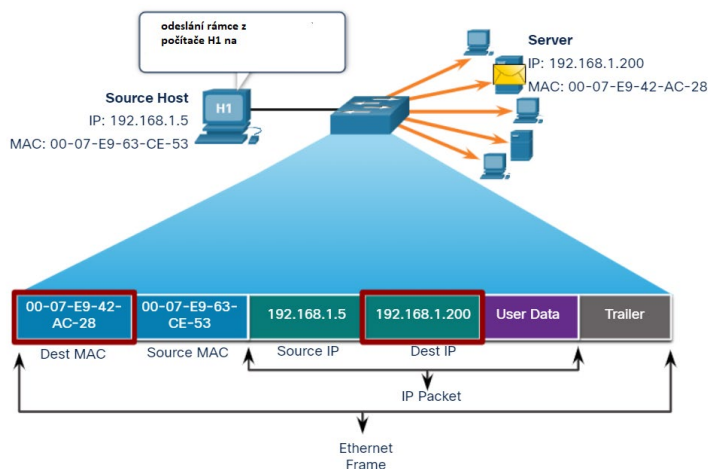 odeslání rámce z
počítače H1 na
Server
IP: 192.168.1.200
MAC: 00-07-E9-42-AC-28
Source Host
IP: 192.168.1.5
MAC: 00-07-E9-63-CE-53
H1
00-07-E9-42-
AC-28
00-07-E9-63-
CE-53
192.168.1.5
192.168.1.200
User Data
Trailer
Dest MAC
Source MAC
Source IP
Dest IP
IP Packet
Ethernet
Frame